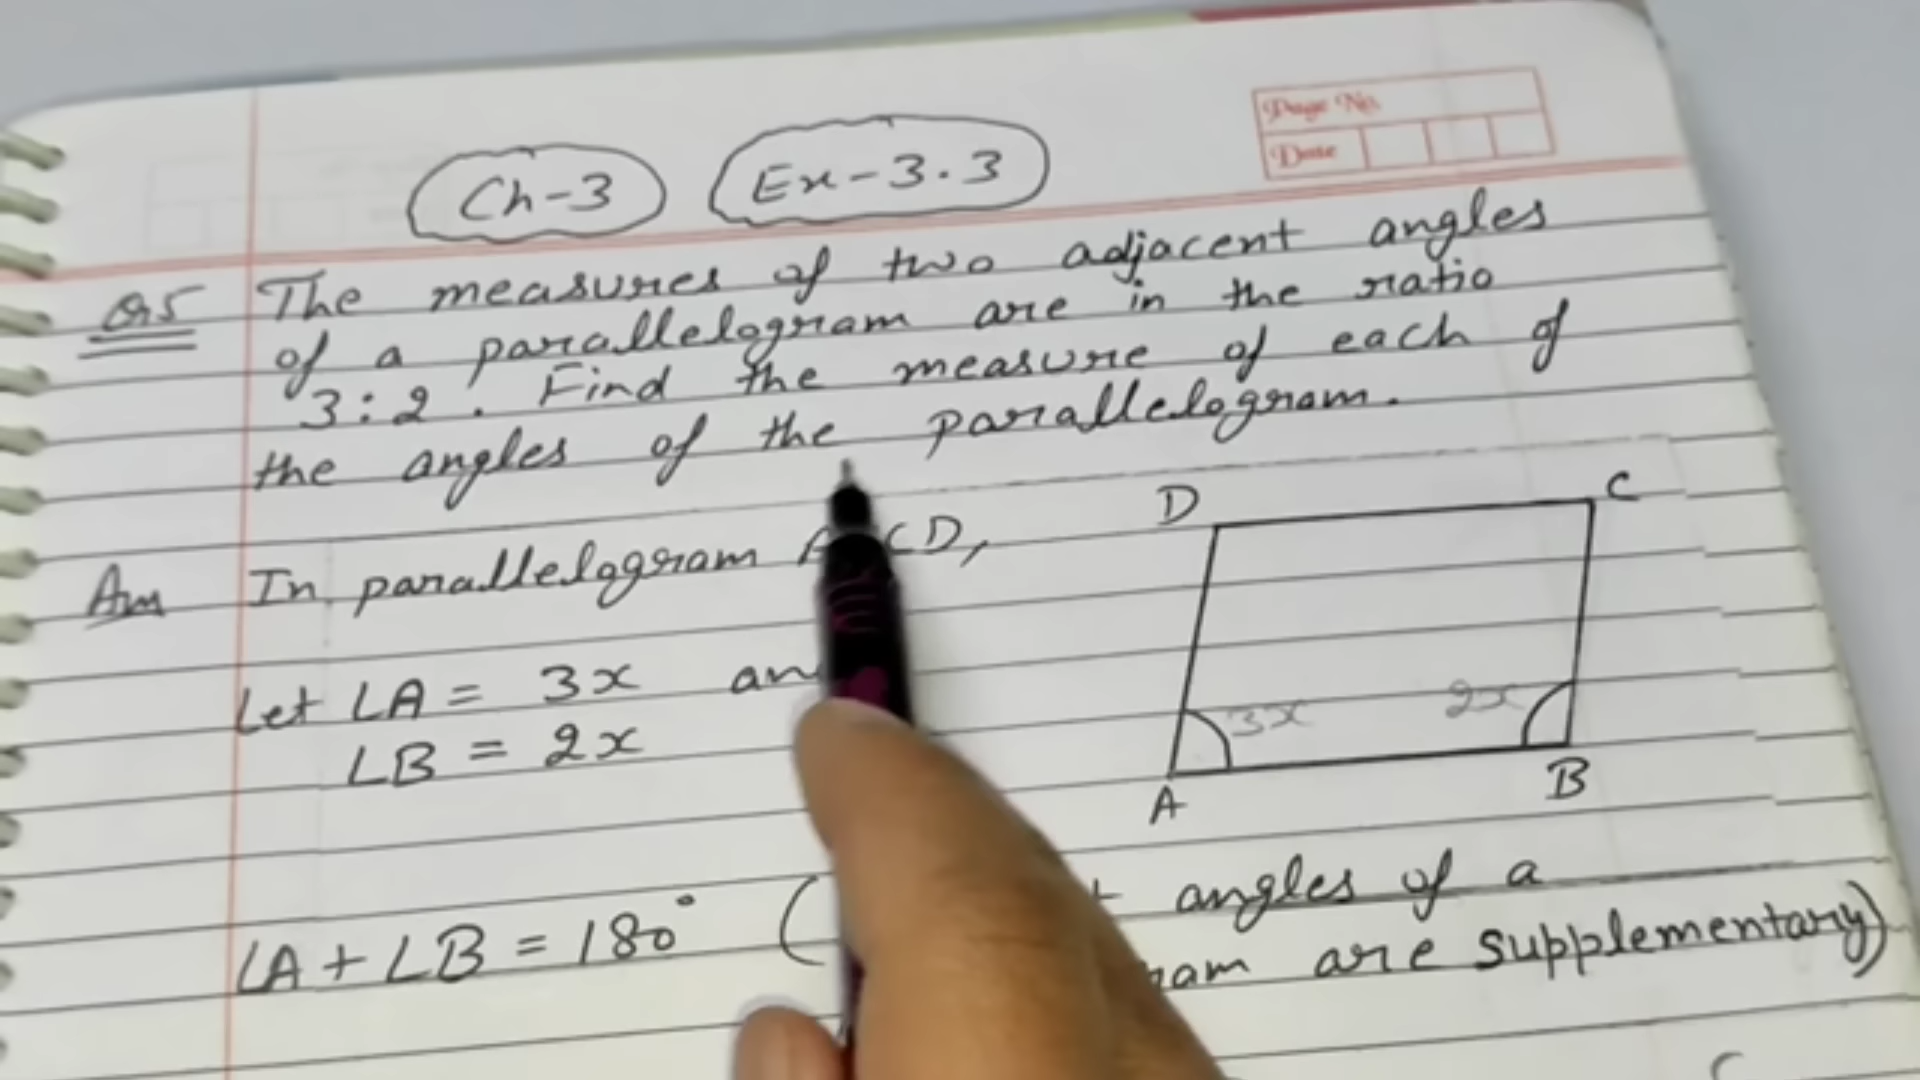 Page No.
Date
Ch-3 Ex-3.3
Q.5 The measures of two adjacent angles
of a parallelogram are in the ratio
3:2. Find the measure of each of
the angles of the parallelogram.
Ans In parallelogram CD,
Let ∠A = 3x
∠B = 2x
D C
3x 2x
A B
∠A + ∠B = 180° ( angles of a
are supplementary)